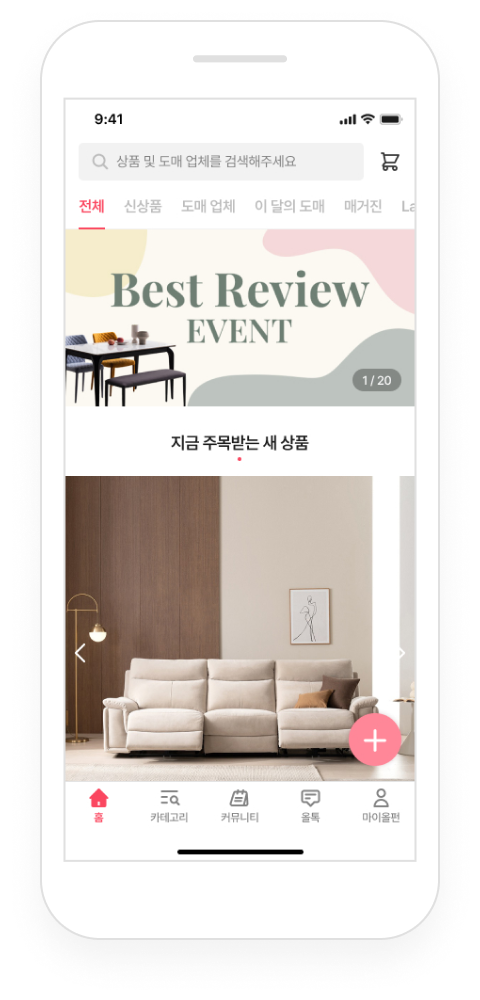 9:41
상품 및 도매 업체를 검색해주세요
전체 신상품 도매 업체 이 달의 도매 매거진 La
Best Review
EVENT
1 / 20
지금 주목받는 새 상품
홈 카테고리 커뮤니티 올톡 마이올펀